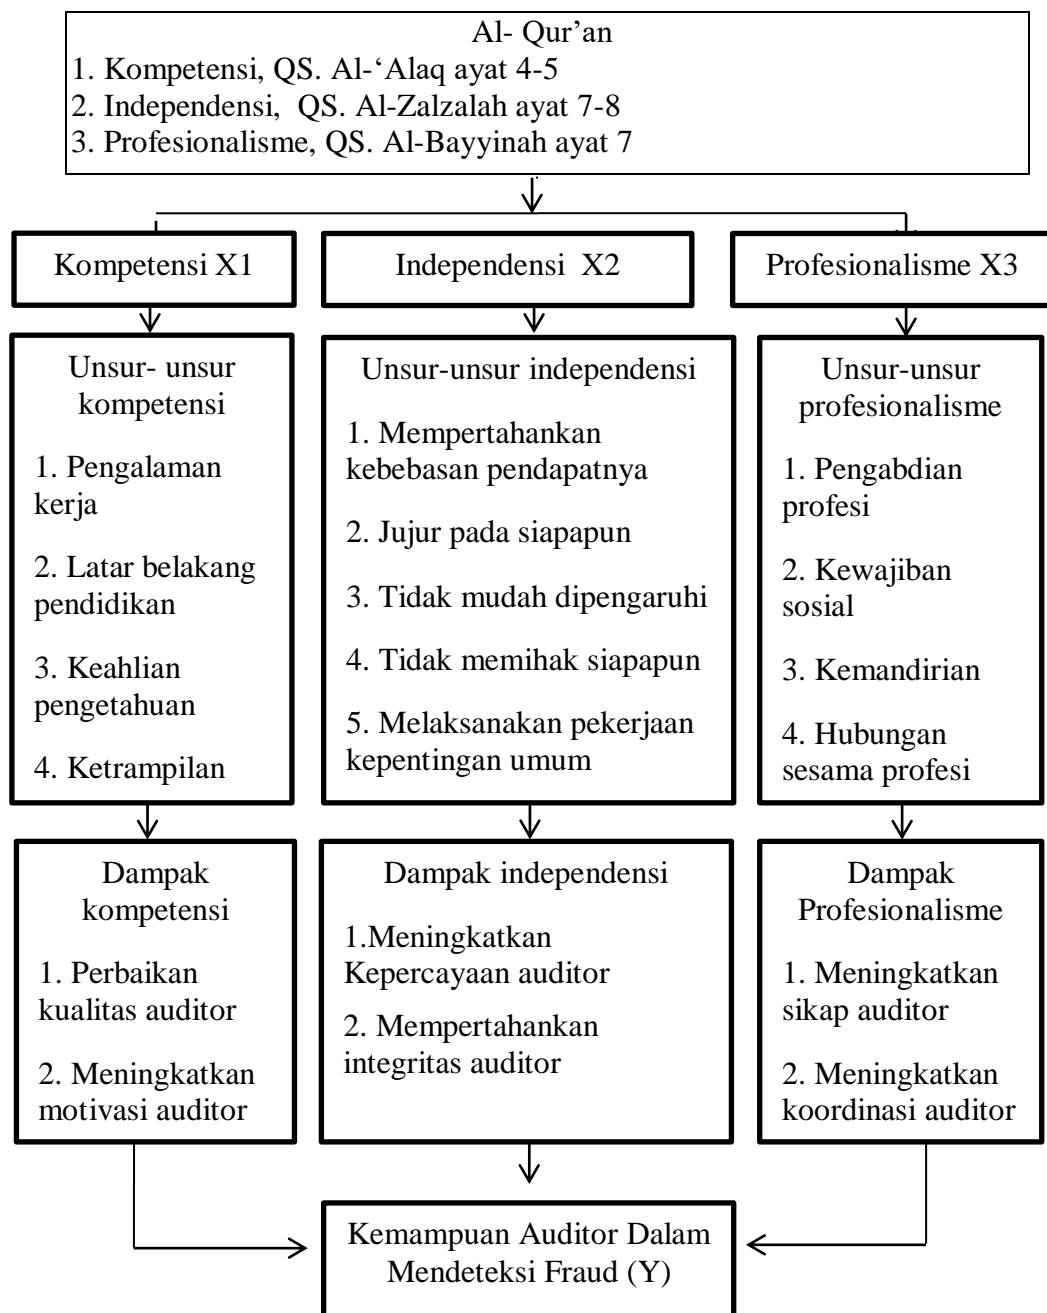 Al- Qur’an
1. Kompetensi, QS. Al-‘Alaq ayat 4-5
2. Independensi,  QS. Al-Zalzalah ayat 7-8
3. Profesionalisme, QS. Al-Bayyinah ayat 7
Kompetensi X1
Independensi  X2
Profesionalisme X3
Unsur- unsur
kompetensi
1. Pengalaman
kerja
2. Latar belakang
pendidikan
3. Keahlian
pengetahuan
4. Ketrampilan
Unsur-unsur independensi
1. Mempertahankan
kebebasan pendapatnya
2. Jujur pada siapapun
3. Tidak mudah dipengaruhi
4. Tidak memihak siapapun
5. Melaksanakan pekerjaan
kepentingan umum
Unsur-unsur
profesionalisme
1. Pengabdian
profesi
2. Kewajiban
sosial
3. Kemandirian
4. Hubungan
sesama profesi
Dampak
kompetensi
1. Perbaikan
kualitas auditor
2. Meningkatkan
motivasi auditor
Dampak independensi
1.Meningkatkan
Kepercayaan auditor
2. Mempertahankan
integritas auditor
Dampak
Profesionalisme
1. Meningkatkan
sikap auditor
2. Meningkatkan
koordinasi auditor
Kemampuan Auditor Dalam
Mendeteksi Fraud (Y)